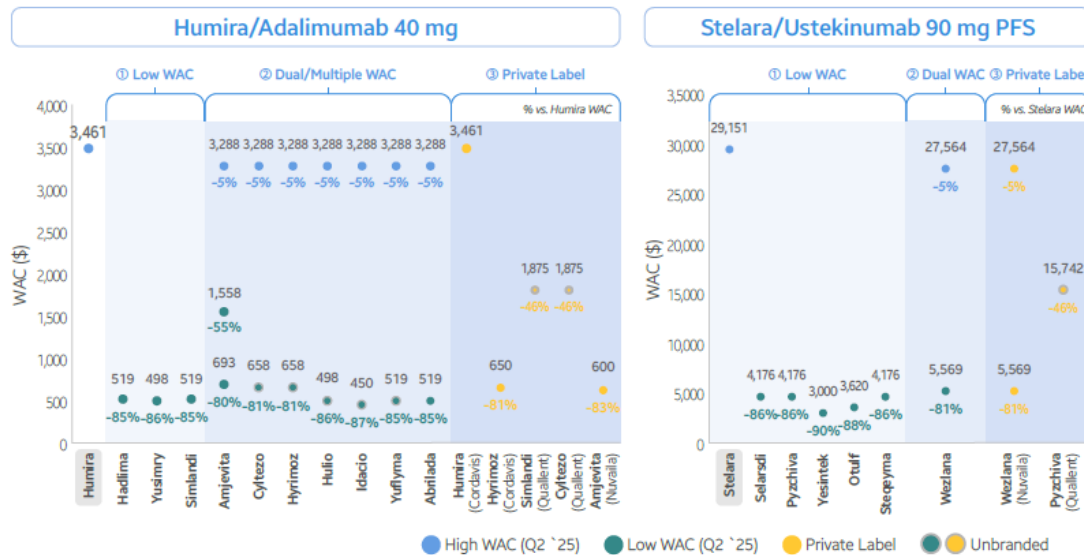 Humira/Adalimumab 40 mg
① Low WAC
② Dual/Multiple WAC
③ Private Label
% vs. Humira WAC
WAC ($)
4,000
3,500
3,000
2,500
2,000
1,500
1,000
500
0
3,461
519
-85%
498
-86%
519
-85%
3,288
-5%
1,558
-55%
693
-80%
3,288
-5%
658
-81%
3,288
-5%
658
-81%
3,288
-5%
498
-86%
3,288
-5%
450
-87%
3,288
-5%
519
-85%
3,288
-5%
519
-85%
3,461
650
-81%
1,875
-46%
1,875
-46%
600
-83%
Humira
Hadlima
Yusimry
Simlandi
Amjevita
Cyltezo
Hyrimoz
Hulio
Idacio
Yuflyma
Abrilada
Humira
(Cordavis)
Hyrimoz
(Cordavis)
Simlandi
(Quallent)
Cyltezo
(Quallent)
Amjevita
(Nuvaila)
Stelara/Ustekinumab 90 mg PFS
① Low WAC
② Dual WAC
③ Private Labe
% vs. Stelara WAC
WAC ($)
3,5000
30,000
25,000
20,000
15,000
10,000
5,000
0
29,151
4,176
-86%
4,176
-86%
3,000
-90%
3,620
-88%
4,176
-86%
27,564
-5%
5,569
-81%
27,564
-5%
5,569
-81%
15,742
-46%
Stelara
Selarsdi
Pyzchiva
Yesintek
Otulf
Steqeyma
Wezlana
Wezlana
(Nuvaila)
Pyzchiva
(Quallent)
High WAC (Q2 `25)
Low WAC (Q2 `25)
Private Label
Unbranded